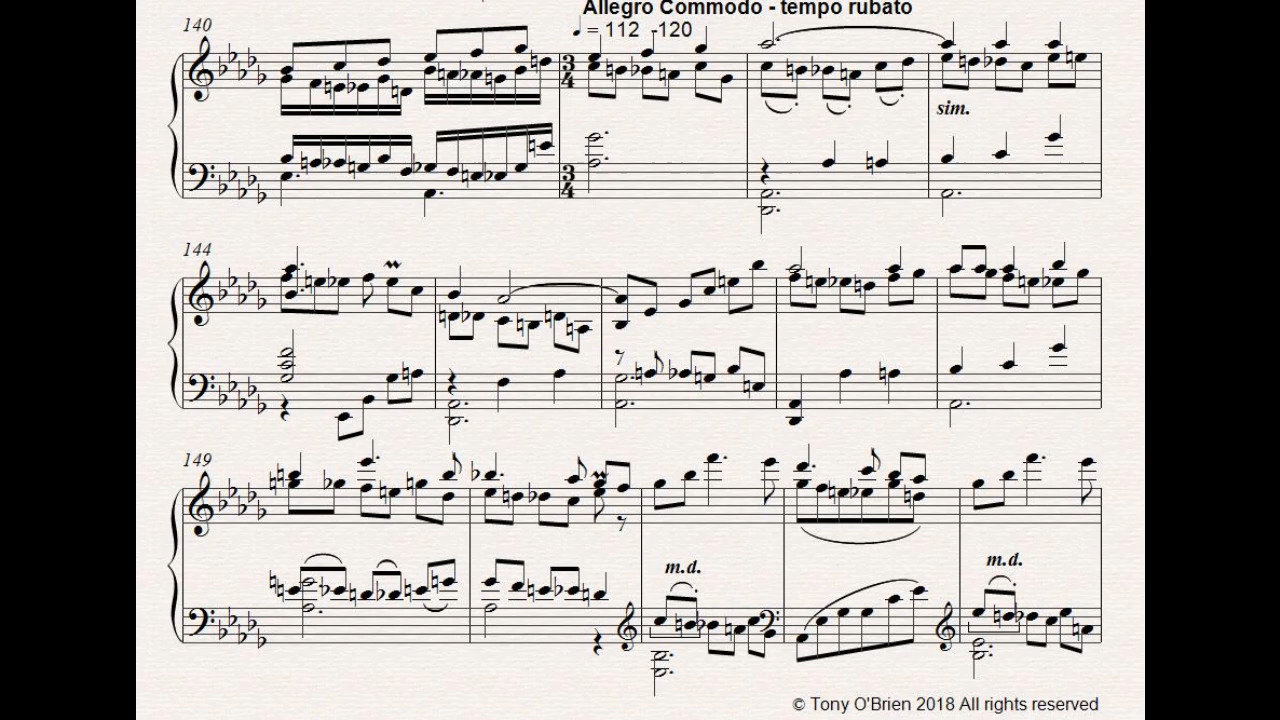 Allegro Commodo - tempo rubato
140
= 112 -120
3
4
3
4
sim.
144
149
m.d.
m.d.
© Tony O'Brien 2018 All rights reserved